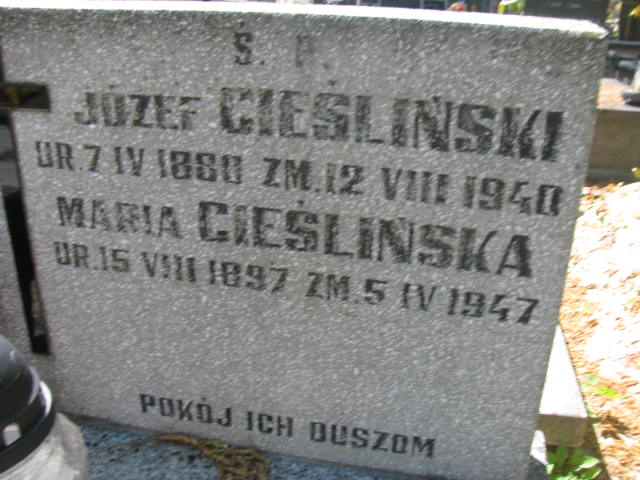 Ś. P.
JÓZEF CIEŚLIŃSKI
UR. 7 IV 1880 ZM. 12 VIII 1940
MARIA CIEŚLIŃSKA
UR. 15 VIII 1897 ZM. 5 IV 1947
POKÓJ ICH DUSZOM